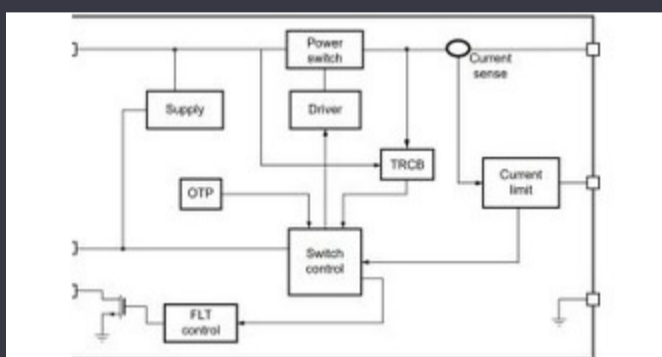 Power
switch
Current
sense
Supply
Driver
TRCB
Current
limit
OTP
Switch
control
FLT
control